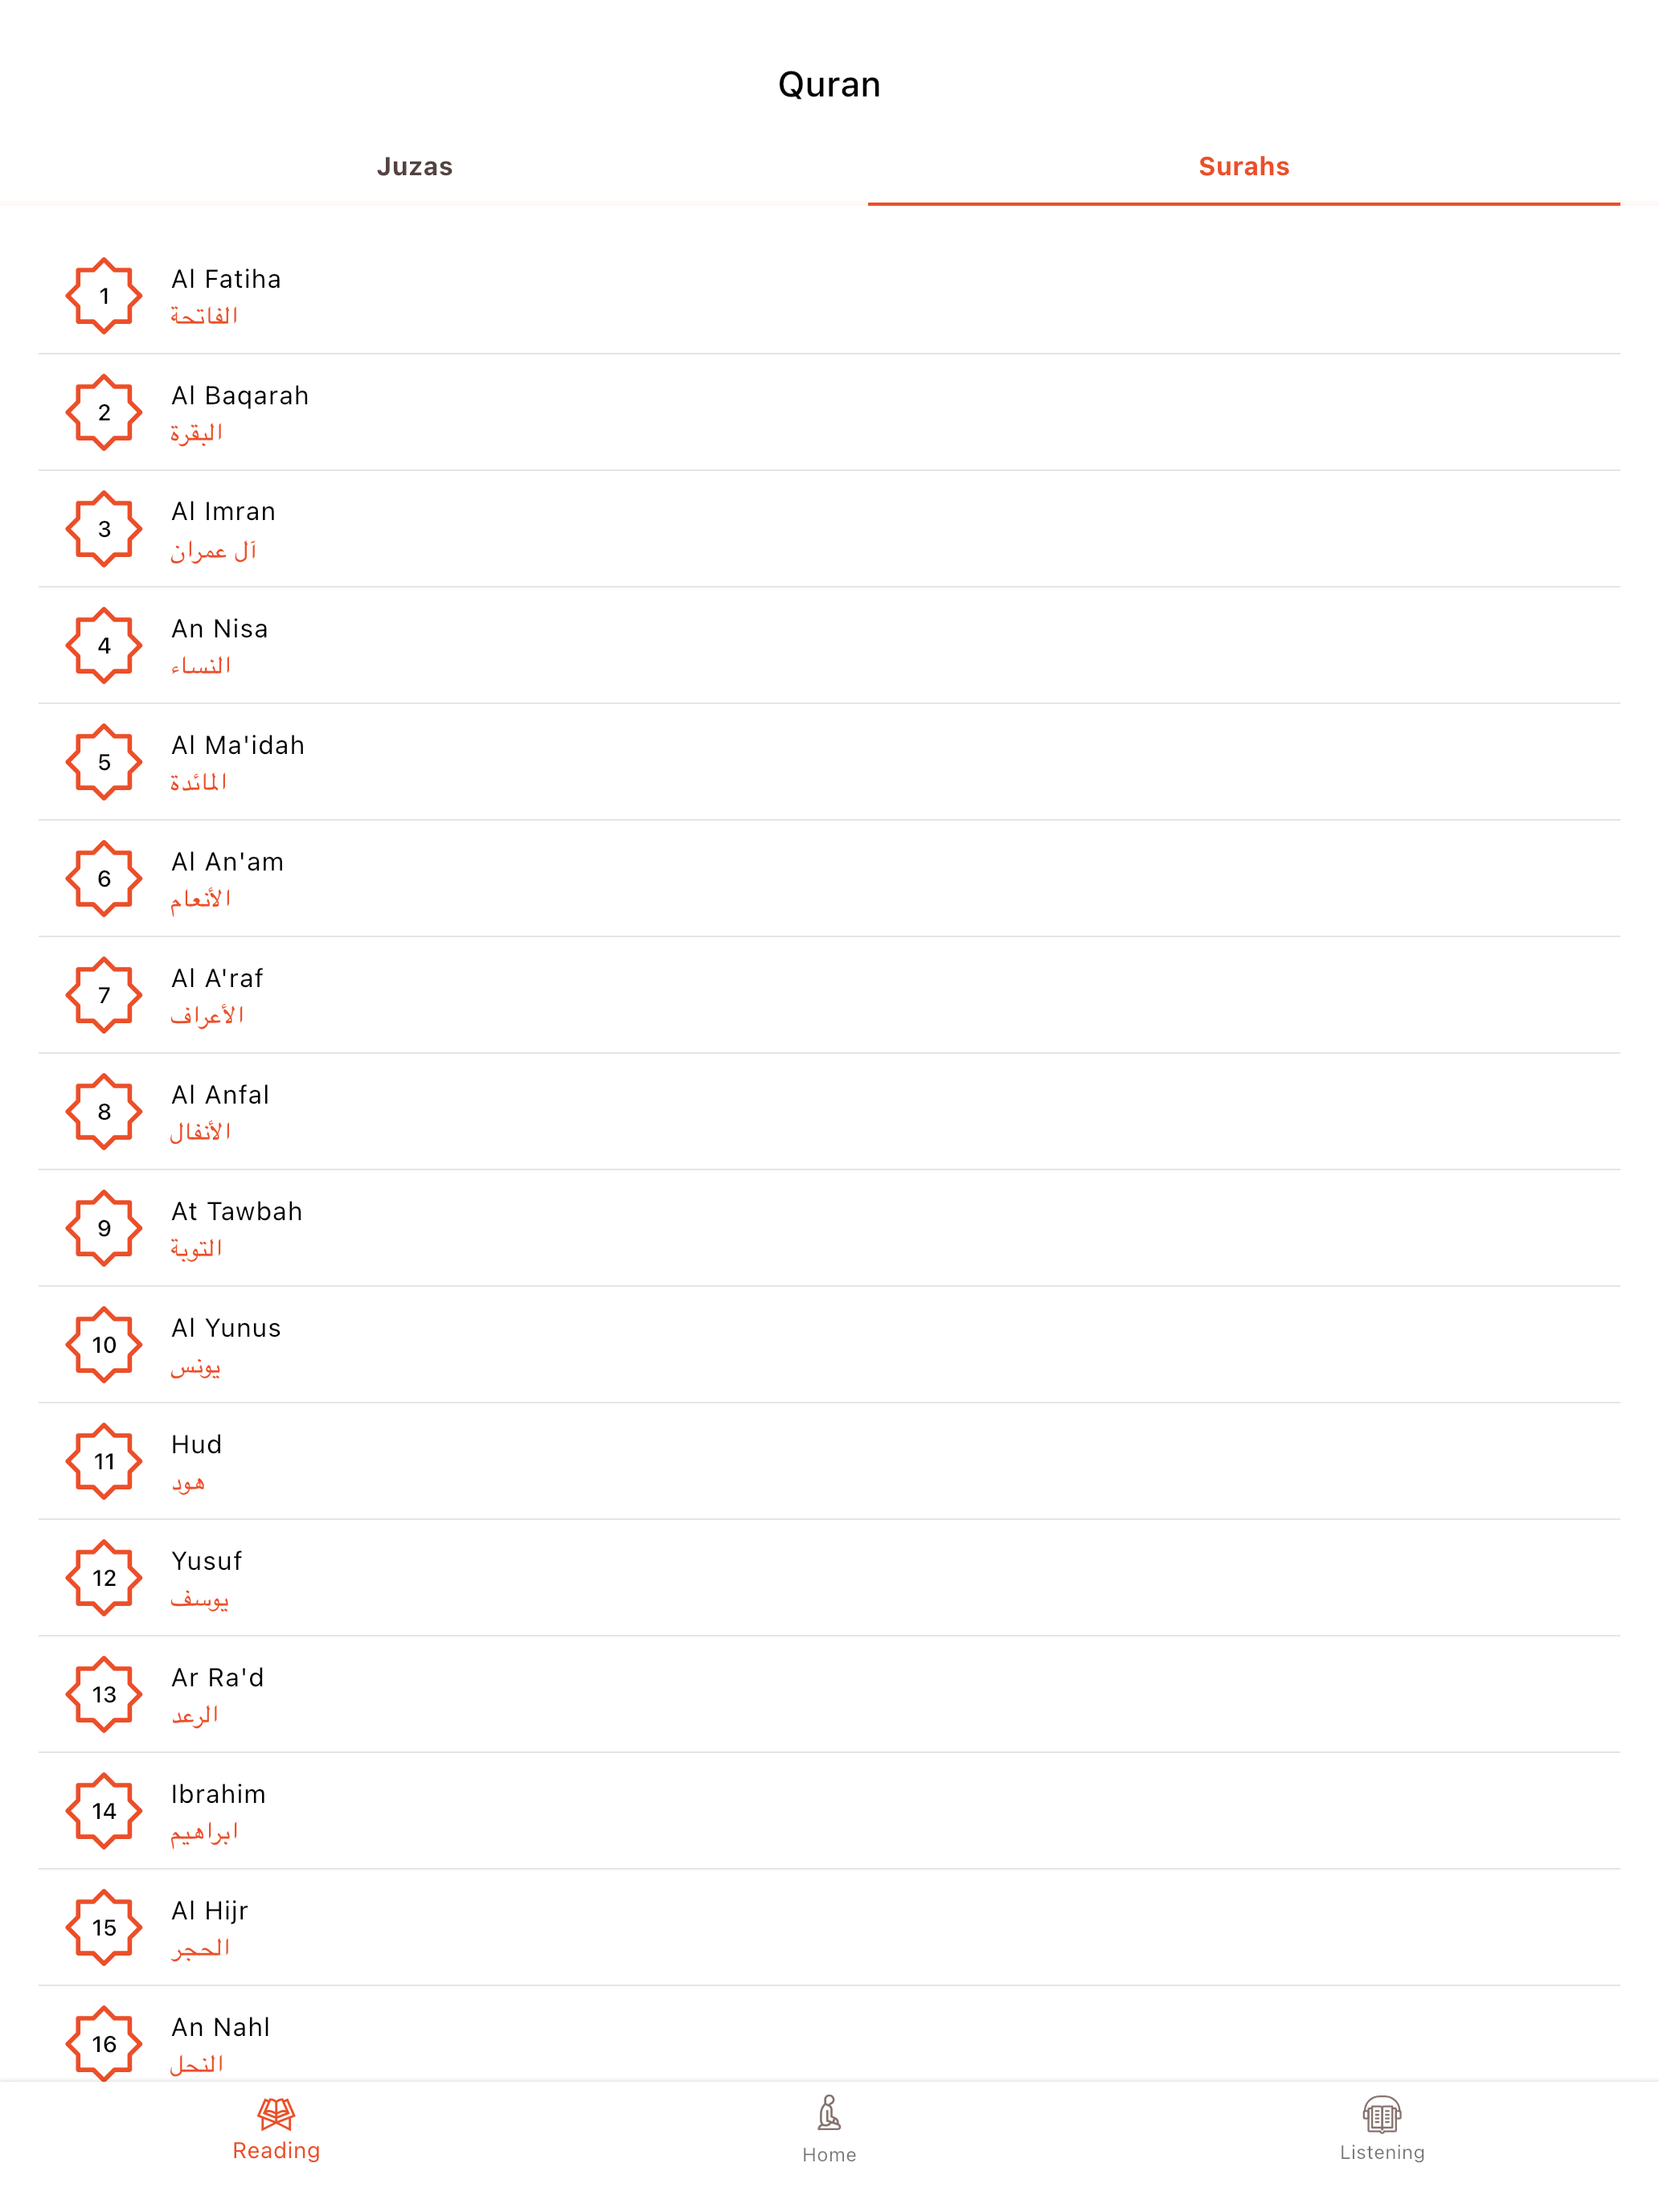 Quran
Juzas
Surahs
1
Al Fatiha
الفاتحة
2
Al Baqarah
البقرة
3
Al Imran
آل عمران
4
An Nisa
النساء
5
Al Ma'idah
المائدة
6
Al An'am
الأنعام
7
Al A'raf
الأعراف
8
Al Anfal
الأنفال
9
At Tawbah
التوبة
10
Al Yunus
يونس
11
Hud
هود
12
Yusuf
يوسف
13
Ar Ra'd
الرعد
14
Ibrahim
ابراهيم
15
Al Hijr
الحجر
16
An Nahl
النحل
Reading
Home
Listening